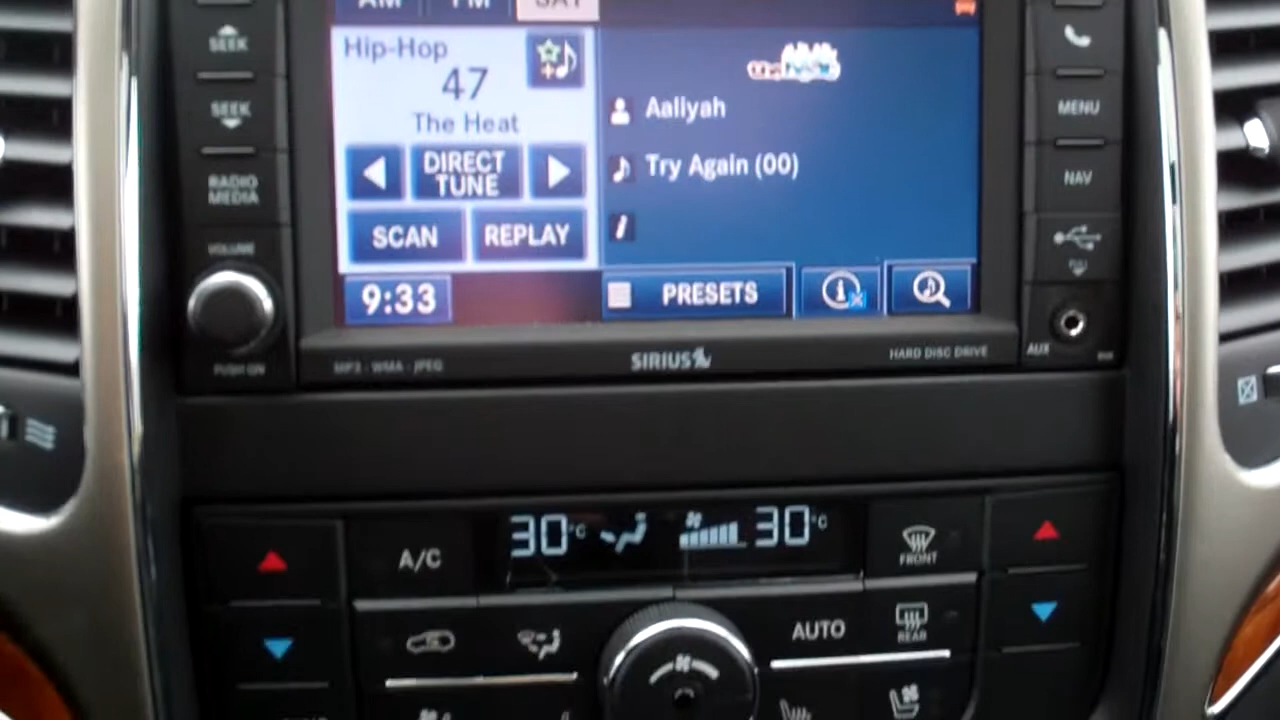 AM FM SAT
SEEK
SEEK
RADIO
MEDIA
VOLUME
PUSH ON
Hip-Hop
47
The Heat
DIRECT
TUNE
SCAN
REPLAY
9:33
Aaliyah
Try Again (00)
PRESETS
MENU
NAV
AUX
MP3 - WMA - JPEG
SIRIUS
HARD DISC DRIVE
A/C
30°C
30°C
FRONT
AUTO
REAR